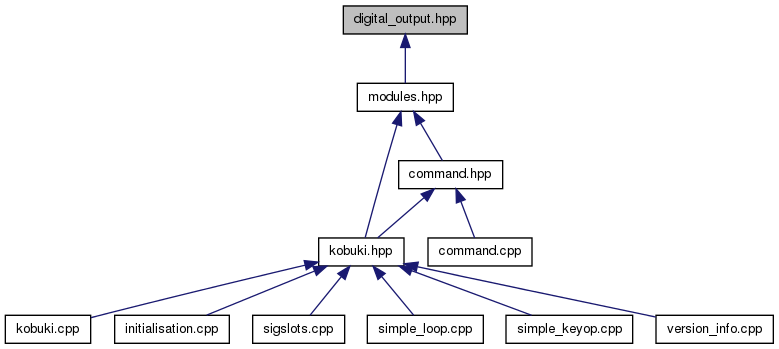 digital_output.hpp
modules.hpp
command.hpp
kobuki.hpp
command.cpp
kobuki.cpp
initialisation.cpp
sigslots.cpp
simple_loop.cpp
simple_keyop.cpp
version_info.cpp